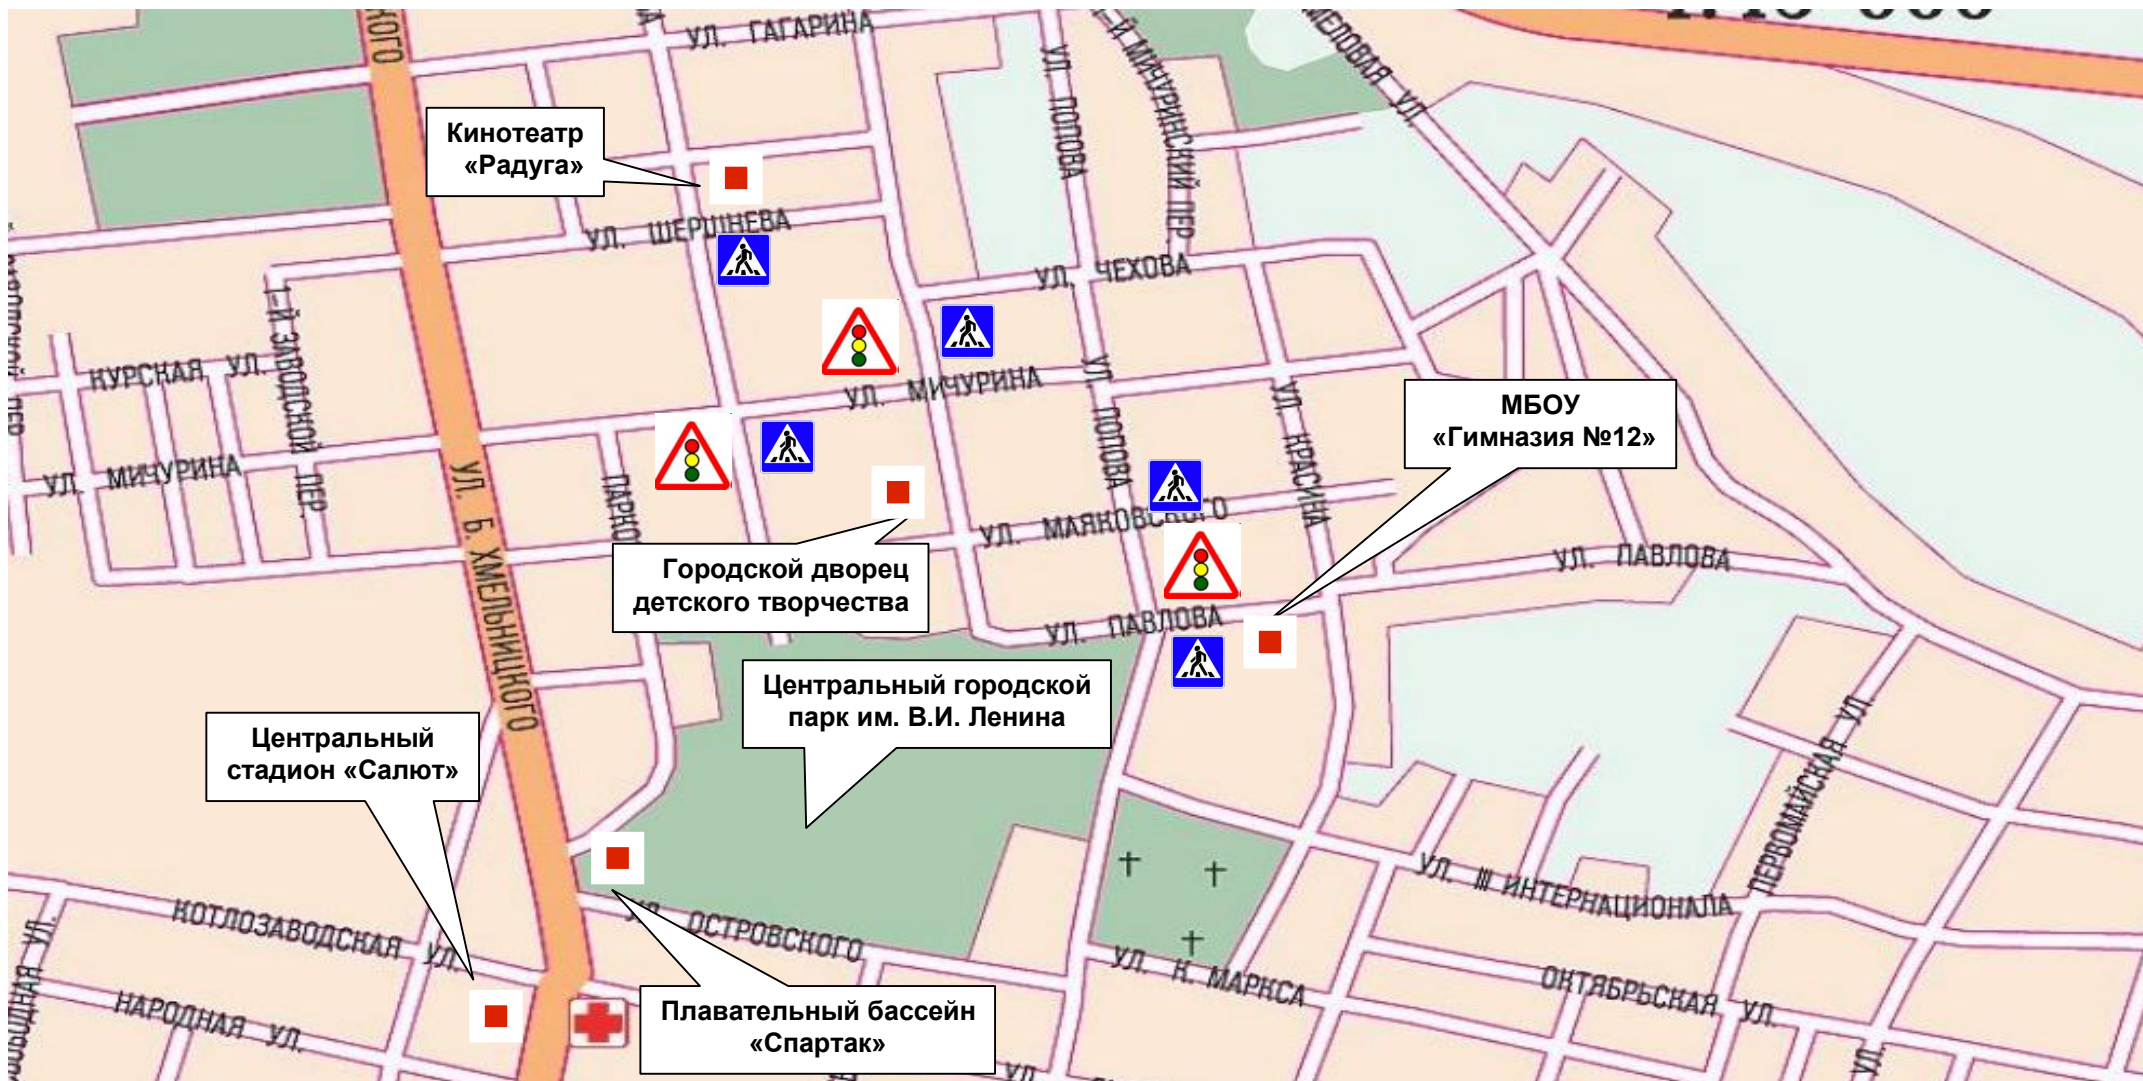 УЛ. ГАГАРИНА
УЛ. ПОПОВА
1-Й МИЧУРИНСКИЙ ПЕР.
МЕЛОВАЯ УЛ.
Кинотеатр
«Радуга»
УЛ. ШЕРШНЕВА
УЛ. ЧЕХОВА
1-Й ЗАВОДСКОЙ ПЕР.
КУРСКАЯ УЛ.
УЛ. МИЧУРИНА
УЛ. МИЧУРИНА
УЛ. ПОПОВА
УЛ. КРАСИНА
МБОУ
«Гимназия №12»
УЛ. Б. ХМЕЛЬНИЦКОГО
УЛ. МАЯКОВСКОГО
Городской дворец
детского творчества
УЛ. ПАВЛОВА
УЛ. ПАВЛОВА
Центральный городской
парк им. В.И. Ленина
Центральный
стадион «Салют»
ПЕРВОМАЙСКАЯ УЛ.
УЛ. III ИНТЕРНАЦИОНАЛА
КОТЛОЗАВОДСКАЯ УЛ.
УЛ. ОСТРОВСКОГО
УЛ. К. МАРКСА
ОКТЯБРЬСКАЯ УЛ.
НАРОДНАЯ УЛ.
Плавательный бассейн
«Спартак»
УЛ.
УЛ.